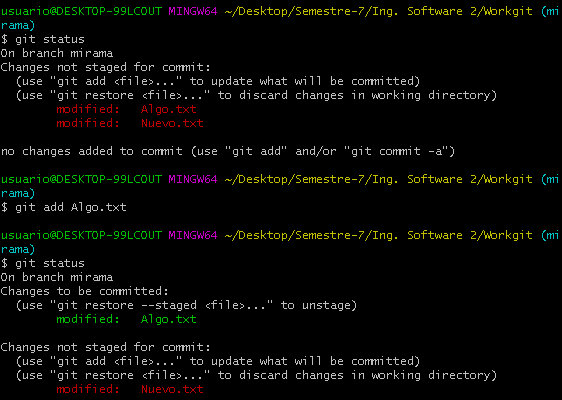 usuario@DESKTOP-99LCOUT MINGW64 ~/Desktop/Semestre-7/Ing. Software 2/Workgit (mi
rama)
$ git status
On branch mirama
Changes not staged for commit:
  (use "git add <file>..." to update what will be committed)
  (use "git restore <file>..." to discard changes in working directory)
        modified:   Algo.txt
        modified:   Nuevo.txt

no changes added to commit (use "git add" and/or "git commit -a")

usuario@DESKTOP-99LCOUT MINGW64 ~/Desktop/Semestre-7/Ing. Software 2/Workgit (mi
rama)
$ git add Algo.txt

usuario@DESKTOP-99LCOUT MINGW64 ~/Desktop/Semestre-7/Ing. Software 2/Workgit (mi
rama)
$ git status
On branch mirama
Changes to be committed:
  (use "git restore --staged <file>..." to unstage)
        modified:   Algo.txt

Changes not staged for commit:
  (use "git add <file>..." to update what will be committed)
  (use "git restore <file>..." to discard changes in working directory)
        modified:   Nuevo.txt